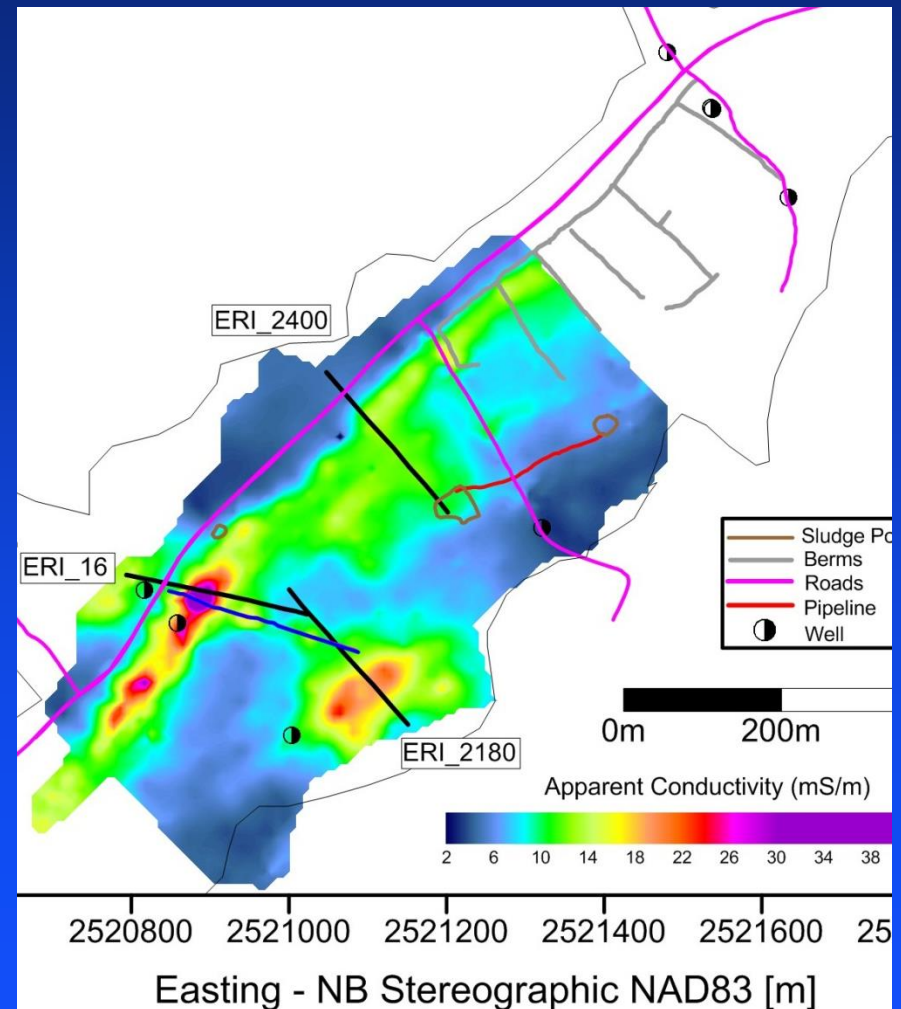 ERI_2400
ERI_16
ERI_2180
Sludge Po
Berms
Roads
Pipeline
Well
0m 200m
Apparent Conductivity (mS/m)
2 6 10 14 18 22 26 30 34 38
2520800 2521000 2521200 2521400 2521600 25
Easting - NB Stereographic NAD83 [m]